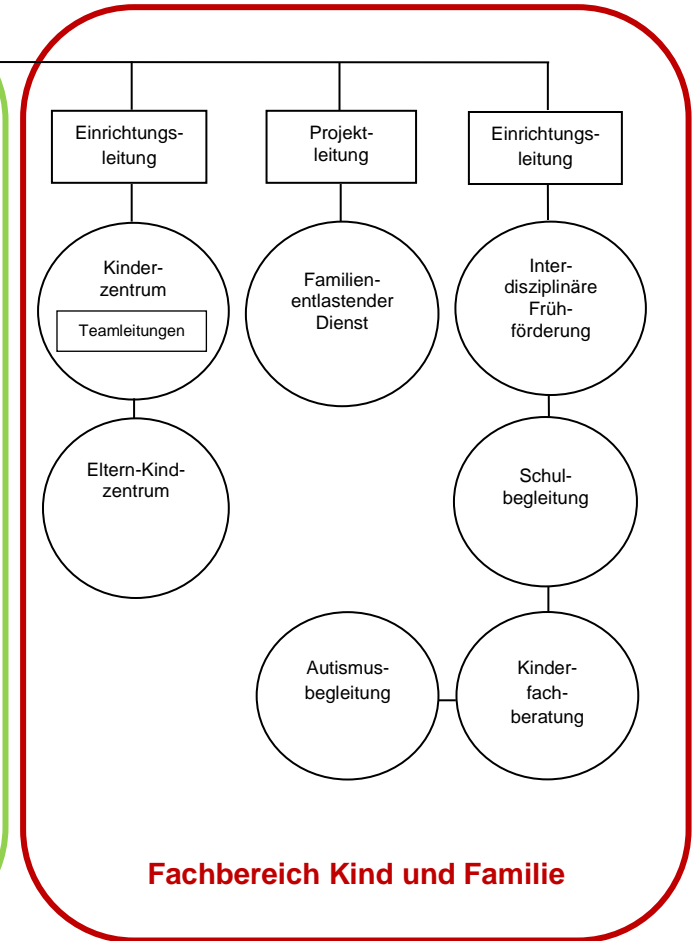 Einrichtungs-
leitung
Projekt-
leitung
Einrichtungs-
leitung
Kinder-
zentrum
Teamleitungen
Familien-
entlastender
Dienst
Inter-
disziplinäre
Früh-
förderung
Eltern-Kind-
zentrum
Schul-
begleitung
Autismus-
begleitung
Kinder-
fach-
beratung
Fachbereich Kind und Familie